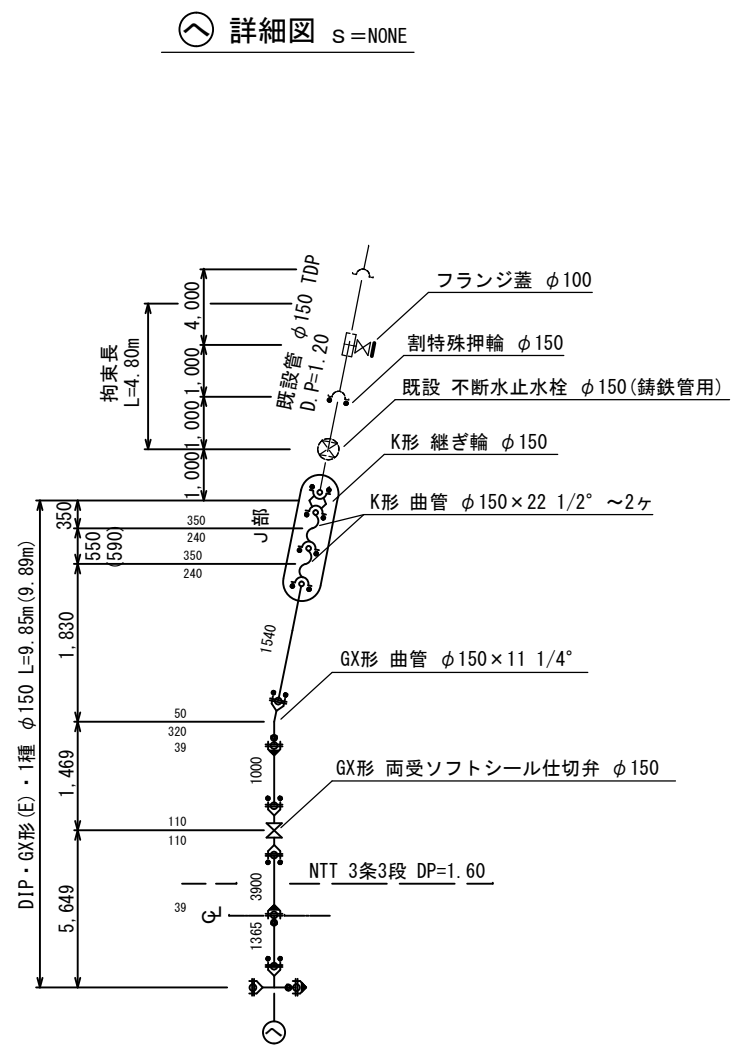 ヘ 詳細図 S=NONE
フランジ蓋 φ100
割特殊押輪 φ150
既設 不断水止水栓 φ150(鋳鉄管用)
K形 継ぎ輪 φ150
K形 曲管 φ150×22 1/2° ～2ヶ
GX形 曲管 φ150×11 1/4°
GX形 両受ソフトシール仕切弁 φ150
NTT 3条3段 DP=1.60
既設管 φ150 TDP
D.P=1.20
拘束長
L=4.80m
4,000
1,000
1,000
1,000
J部
350
550
(590)
1,830
1,469
5,649
DIP・GX形(E)・1種 φ150 L=9.85m(9.89m)
350
240
350
240
1540
50
320
39
1000
110
110
3900
39
CL
1365
ヘ